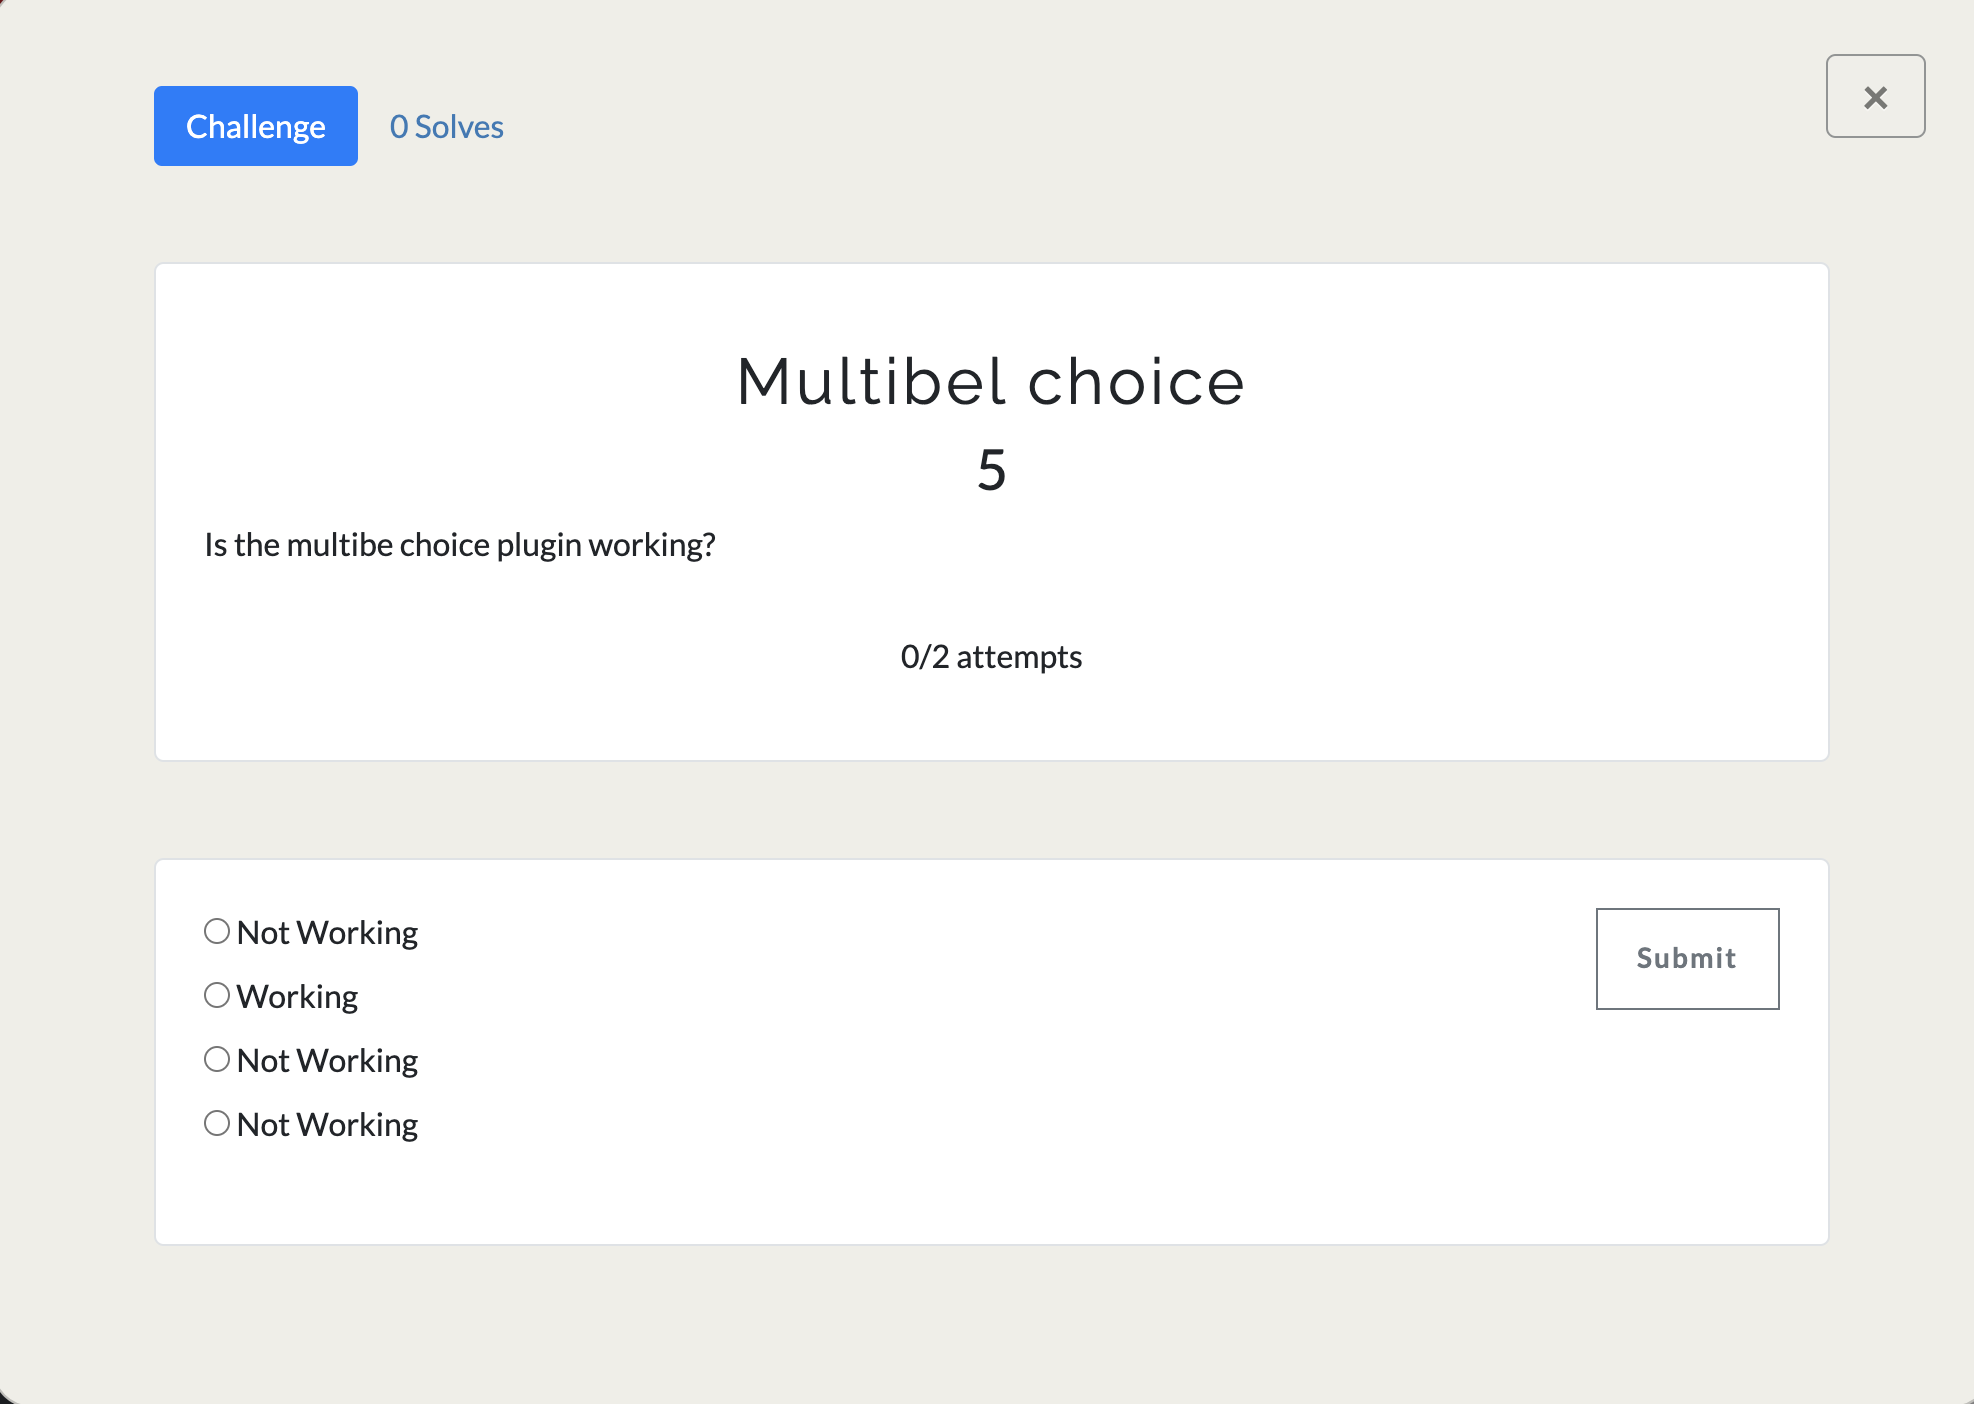 Challenge
0 Solves
×
Multibel choice
5
Is the multibe choice plugin working?
0/2 attempts
Not Working
Submit
Working
Not Working
Not Working